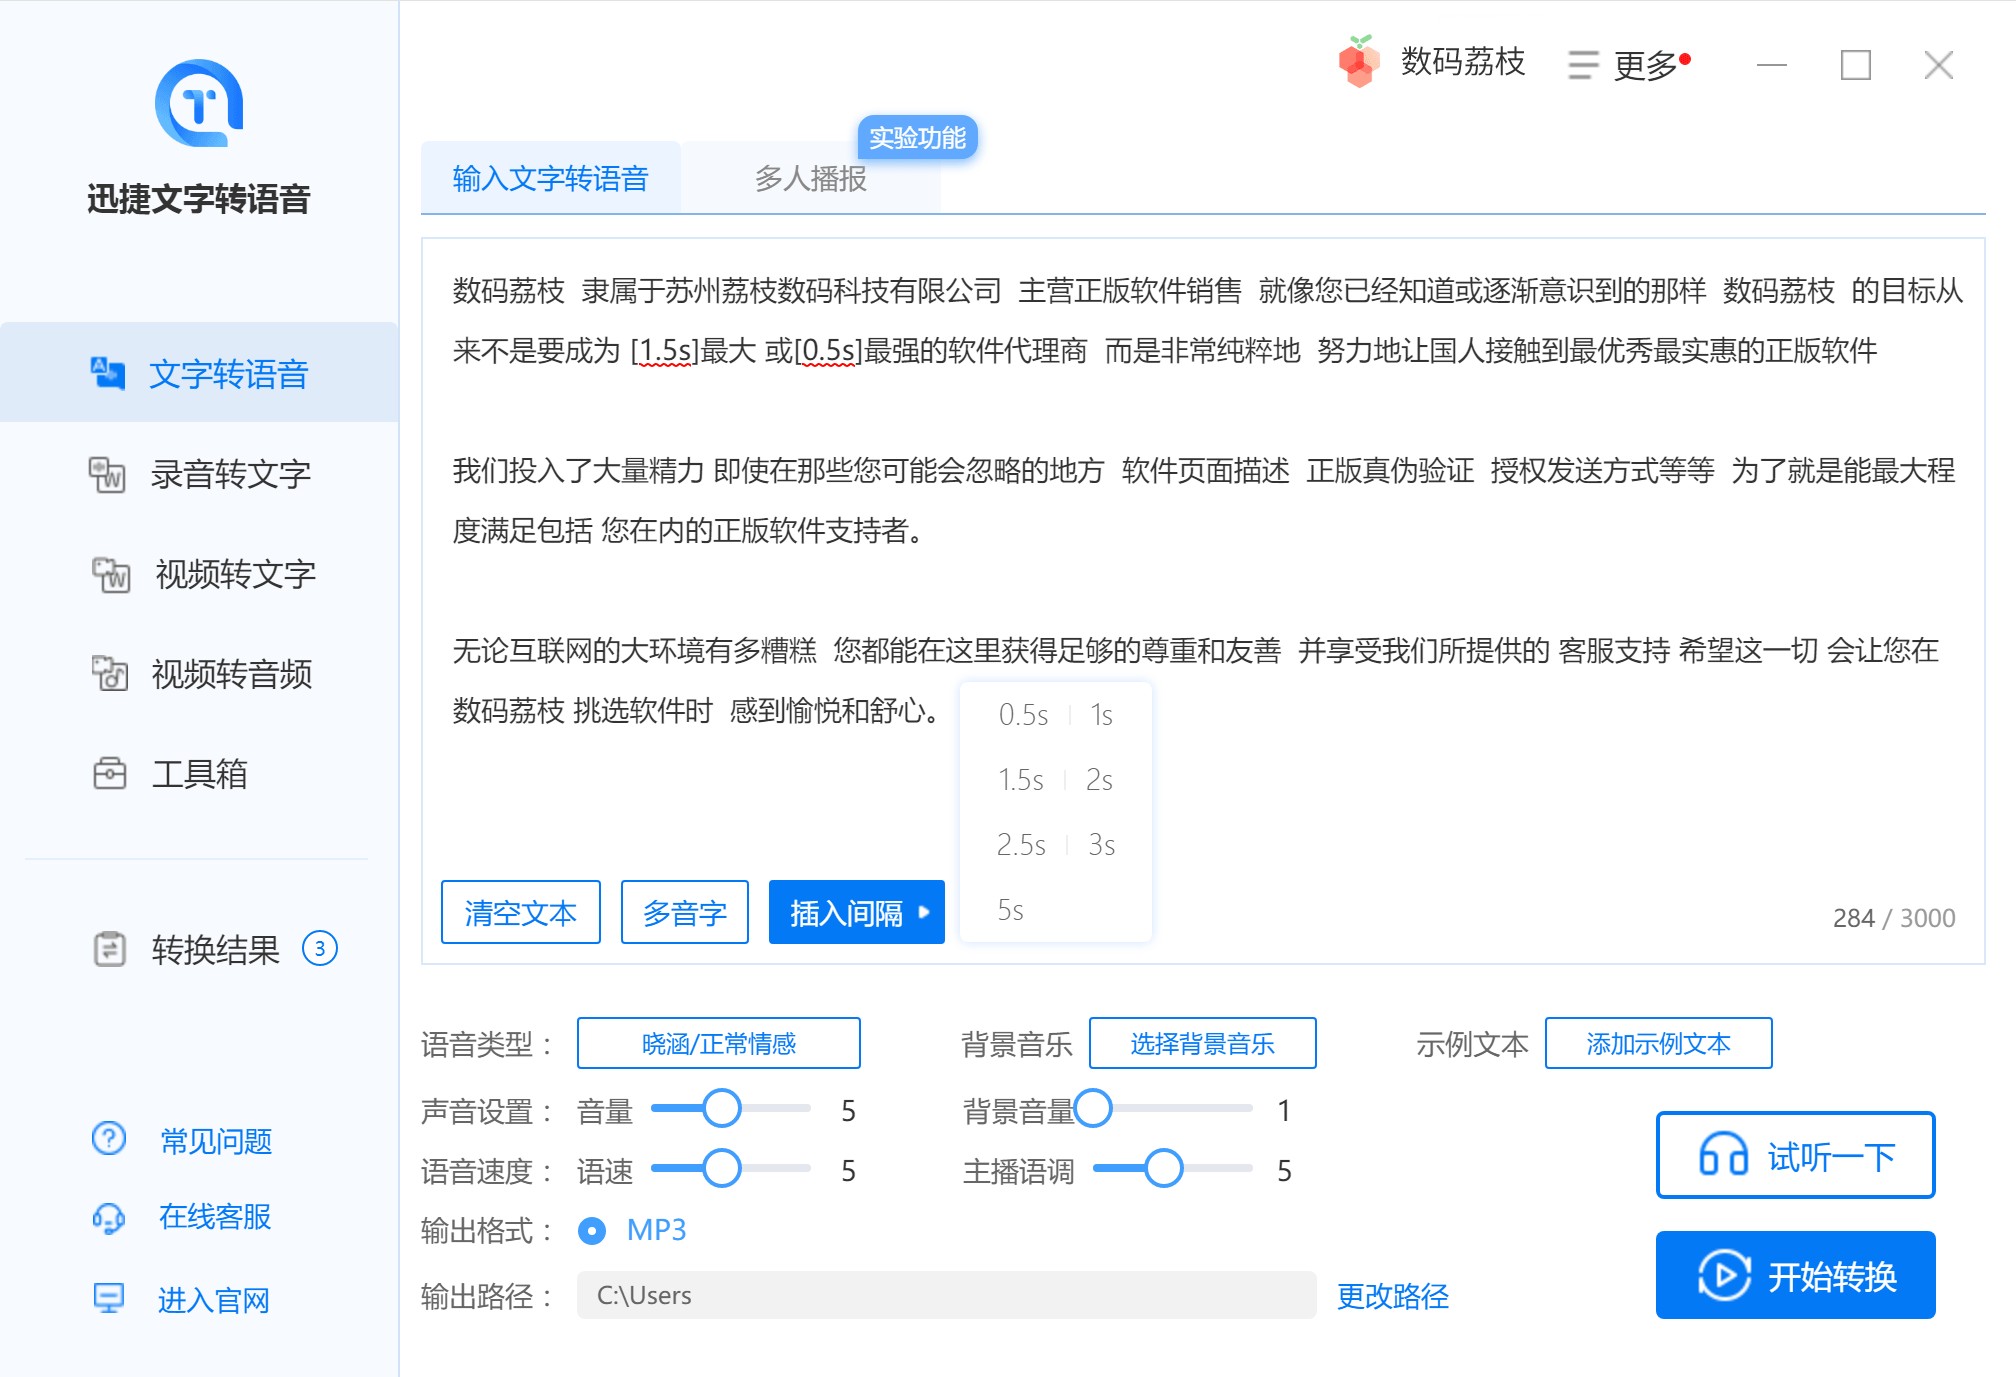 数码荔枝
更多
迅捷文字转语音
文字转语音
录音转文字
视频转文字
视频转音频
工具箱
转换结果 3
常见问题
在线客服
进入官网
输入文字转语音
多人播报
实验功能
数码荔枝 隶属于苏州荔枝数码科技有限公司 主营正版软件销售 就像您已经知道或逐渐意识到的那样 数码荔枝 的目标从
来不是要成为 [1.5s]最大 或[0.5s]最强的软件代理商 而是非常纯粹地 努力地让国人接触到最优秀最实惠的正版软件
我们投入了大量精力 即使在那些您可能会忽略的地方 软件页面描述 正版真伪验证 授权发送方式等等 为了就是能最大程
度满足包括 您在内的正版软件支持者。
无论互联网的大环境有多糟糕 您都能在这里获得足够的尊重和友善 并享受我们所提供的 客服支持 希望这一切 会让您在
数码荔枝 挑选软件时 感到愉悦和舒心。
0.5s 1s
1.5s 2s
2.5s 3s
5s
清空文本
多音字
插入间隔
284 / 3000
语音类型： 晓涵/正常情感
背景音乐 选择背景音乐
示例文本 添加示例文本
声音设置： 音量 5
背景音量 1
语音速度： 语速 5
主播语调 5
输出格式： MP3
输出路径： C:\Users 更改路径
试听一下
开始转换